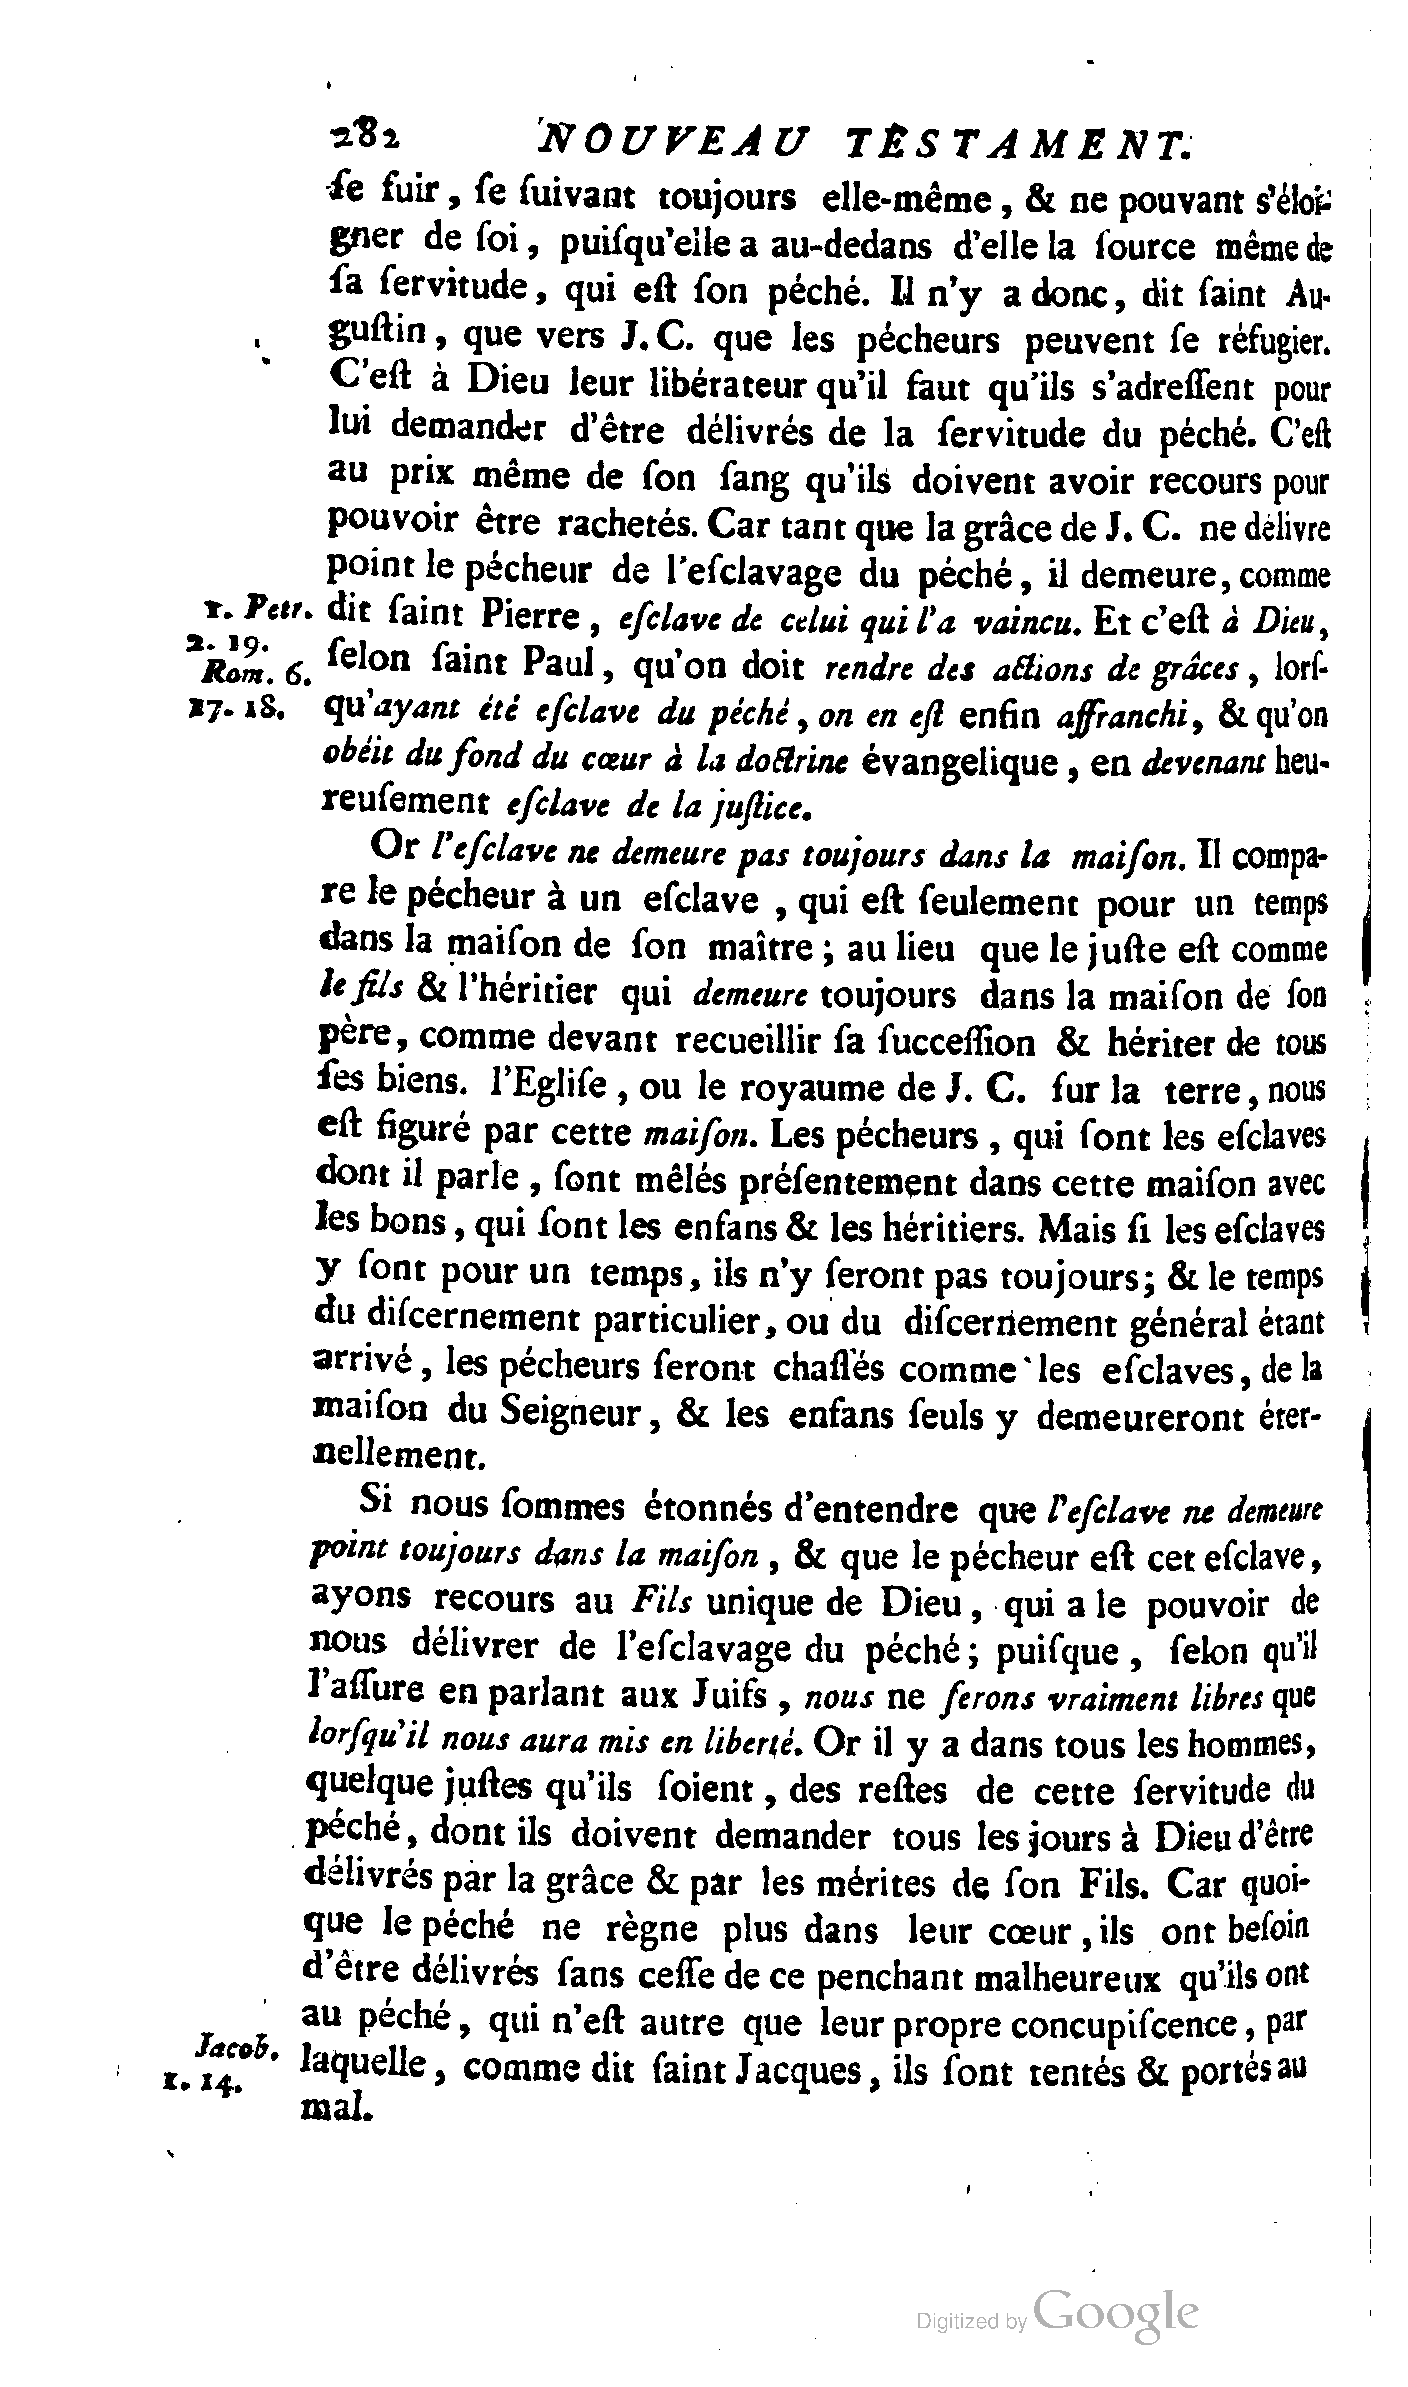 282 NOUVEAU TESTAMENT.
ſe fuir, ſe ſuivant toujours elle-même, & ne pouvant s'éloi-
gner de ſoi, puiſqu'elle a au-dedans d'elle la ſource même de
ſa ſervitude, qui eſt ſon péché. Il n'y a donc, dit ſaint Au-
guſtin, que vers J. C. que les pécheurs peuvent ſe réfugier.
C'eſt à Dieu leur libérateur qu'il faut qu'ils s'adreſſent pour
lui demander d'être délivrés de la ſervitude du péché. C'eſt
au prix même de ſon ſang qu'ils doivent avoir recours pour
pouvoir être rachetés. Car tant que la grâce de J. C. ne délivre
point le pécheur de l'eſclavage du péché, il demeure, comme
1. Petr. dit ſaint Pierre, eſclave de celui qui l'a vaincu. Et c'eſt à Dieu,
2. 19.
Rom. 6. ſelon ſaint Paul, qu'on doit rendre des actions de grâces, lorſ-
17. 18. qu'ayant été eſclave du péché, on en eſt enfin affranchi, & qu'on
obéit du fond du cœur à la doctrine évangelique, en devenant heu-
reuſement eſclave de la juſtice.
Or l'eſclave ne demeure pas toujours dans la maiſon. Il compa-
re le pécheur à un eſclave, qui eſt ſeulement pour un temps
dans la maiſon de ſon maître; au lieu que le juſte eſt comme
le fils & l'héritier qui demeure toujours dans la maiſon de ſon
père, comme devant recueillir ſa ſucceſſion & hériter de tous
ſes biens. l'Egliſe, ou le royaume de J. C. ſur la terre, nous
eſt figuré par cette maiſon. Les pécheurs, qui ſont les eſclaves
dont il parle, ſont mêlés préſentement dans cette maiſon avec
les bons, qui ſont les enfans & les héritiers. Mais ſi les eſclaves
y ſont pour un temps, ils n'y ſeront pas toujours; & le temps
du diſcernement particulier, ou du diſcernement général étant
arrivé, les pécheurs ſeront chaſſés comme les eſclaves, de la
maiſon du Seigneur, & les enfans ſeuls y demeureront éter-
nellement.
Si nous ſommes étonnés d'entendre que l'eſclave ne demeure
point toujours dans la maiſon, & que le pécheur eſt cet eſclave,
ayons recours au Fils unique de Dieu, qui a le pouvoir de
nous délivrer de l'eſclavage du péché; puiſque, ſelon qu'il
l'aſſure en parlant aux Juifs, nous ne ſerons vraiment libres que
lorſqu'il nous aura mis en liberté. Or il y a dans tous les hommes,
quelque juſtes qu'ils ſoient, des reſtes de cette ſervitude du
péché, dont ils doivent demander tous les jours à Dieu d'être
délivrés par la grâce & par les mérites de ſon Fils. Car quoi-
que le péché ne règne plus dans leur cœur, ils ont beſoin
d'être délivrés ſans ceſſe de ce penchant malheureux qu'ils ont
au péché, qui n'eſt autre que leur propre concupiſcence, par
Jacob. laquelle, comme dit ſaint Jacques, ils ſont tentés & portés au
1. 14.
mal.
Digitized by Google